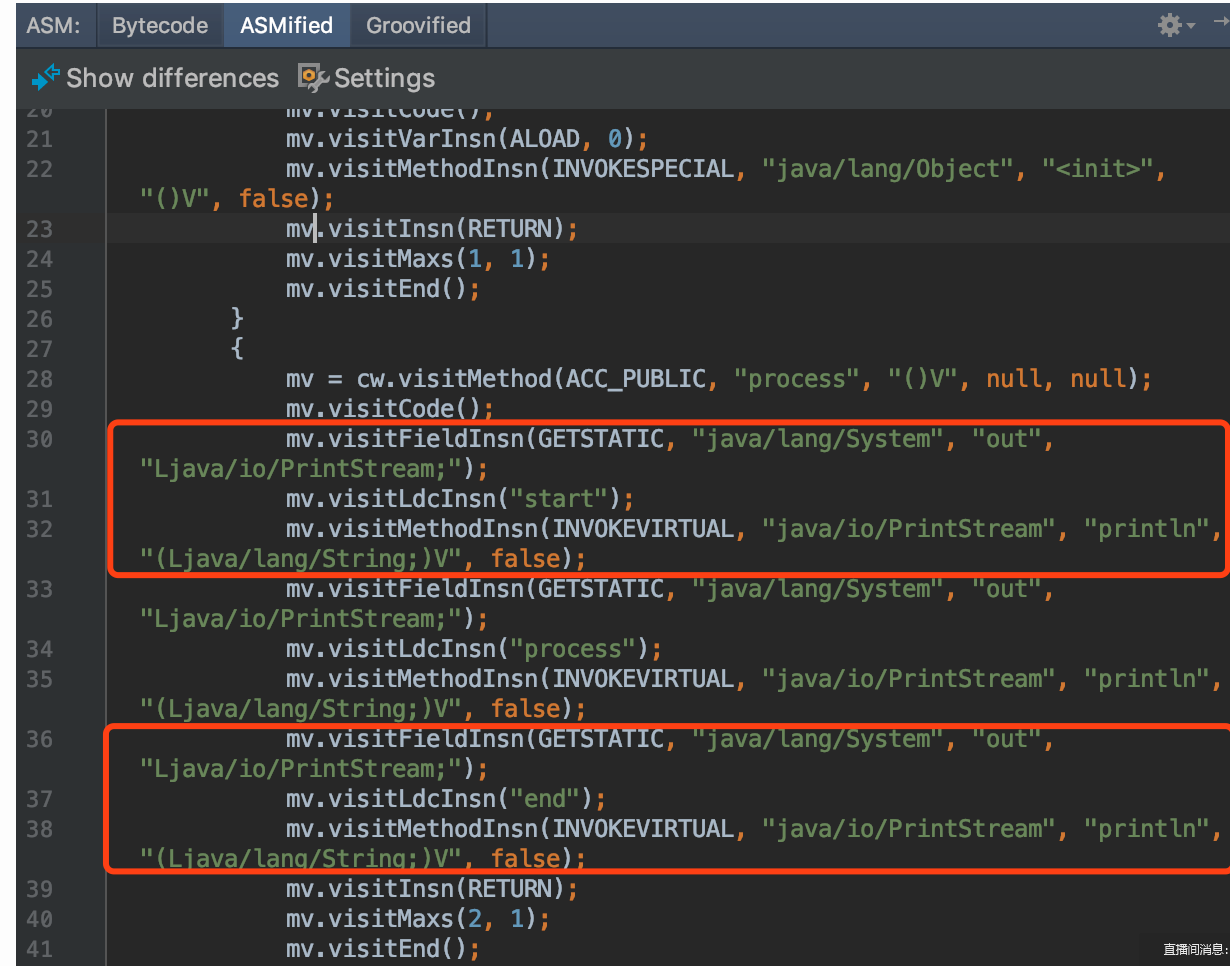 ASM: Bytecode ASMified Groovified
Show differences Settings
20 mv.visitCode();
21 mv.visitVarInsn(ALOAD, 0);
22 mv.visitMethodInsn(INVOKESPECIAL, "java/lang/Object", "<init>",
"()V", false);
23 mv.visitInsn(RETURN);
24 mv.visitMaxs(1, 1);
25 mv.visitEnd();
26 }
27 {
28 mv = cw.visitMethod(ACC_PUBLIC, "process", "()V", null, null);
29 mv.visitCode();
30 mv.visitFieldInsn(GETSTATIC, "java/lang/System", "out",
"Ljava/io/PrintStream;");
31 mv.visitLdcInsn("start");
32 mv.visitMethodInsn(INVOKEVIRTUAL, "java/io/PrintStream", "println",
"(Ljava/lang/String;)V", false);
33 mv.visitFieldInsn(GETSTATIC, "java/lang/System", "out",
"Ljava/io/PrintStream;");
34 mv.visitLdcInsn("process");
35 mv.visitMethodInsn(INVOKEVIRTUAL, "java/io/PrintStream", "println",
"(Ljava/lang/String;)V", false);
36 mv.visitFieldInsn(GETSTATIC, "java/lang/System", "out",
"Ljava/io/PrintStream;");
37 mv.visitLdcInsn("end");
38 mv.visitMethodInsn(INVOKEVIRTUAL, "java/io/PrintStream", "println",
"(Ljava/lang/String;)V", false);
39 mv.visitInsn(RETURN);
40 mv.visitMaxs(2, 1);
41 mv.visitEnd();
直播间消息: